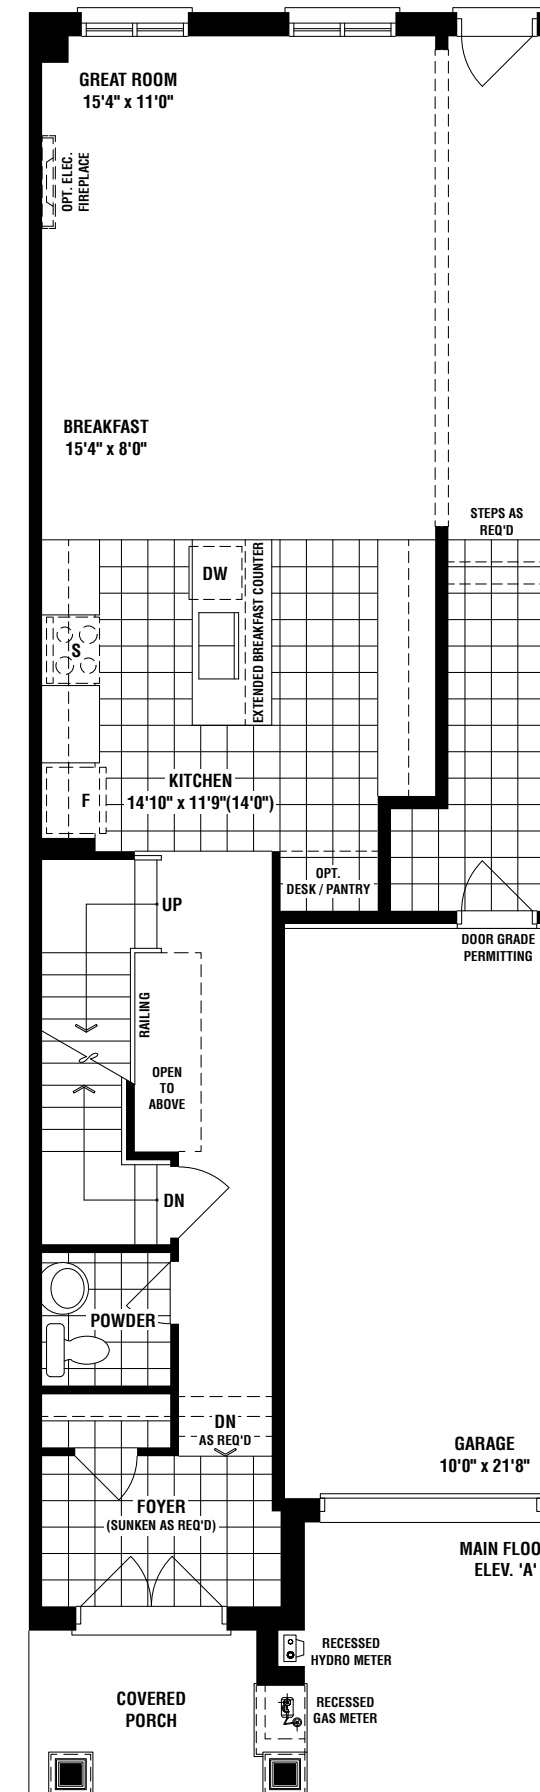 GREAT ROOM
15'4" x 11'0"
OPT. ELEC.
FIREPLACE
BREAKFAST
15'4" x 8'0"
STEPS AS
REQ'D
DW
EXTENDED BREAKFAST COUNTER
S
F
KITCHEN
14'10" x 11'9"(14'0")
OPT.
DESK / PANTRY
UP
DOOR GRADE
PERMITTING
RAILING
OPEN
TO
ABOVE
DN
POWDER
DN
AS REQ'D
GARAGE
10'0" x 21'8"
FOYER
(SUNKEN AS REQ'D)
MAIN FLOO
ELEV. 'A'
RECESSED
HYDRO METER
COVERED
PORCH
RECESSED
GAS METER